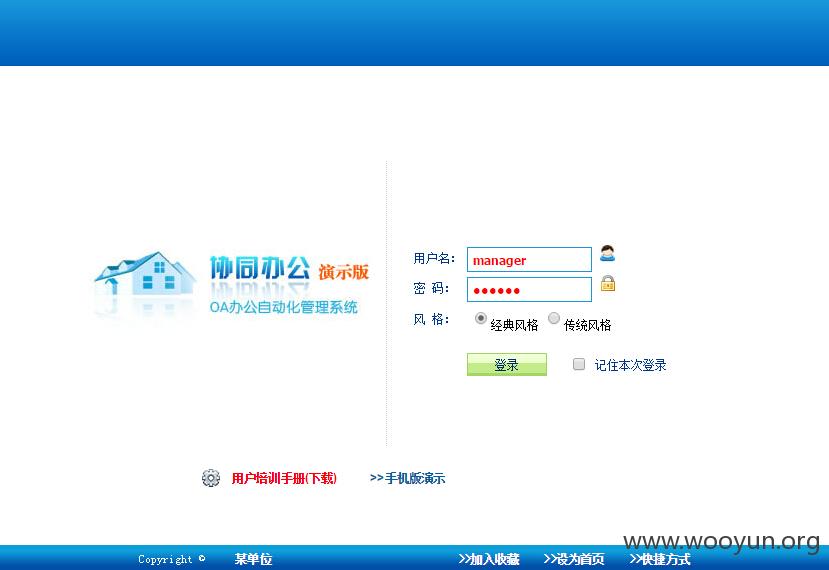 协同办公 演示版
OA办公自动化管理系统
用户名： manager
密 码： ●●●●●●
风 格： 经典风格 传统风格
登录 记住本次登录
用户培训手册(下载) >>手机版演示
www.wooyun.org
Copyright © 某单位 >>加入收藏 >>设为首页 >>快捷方式